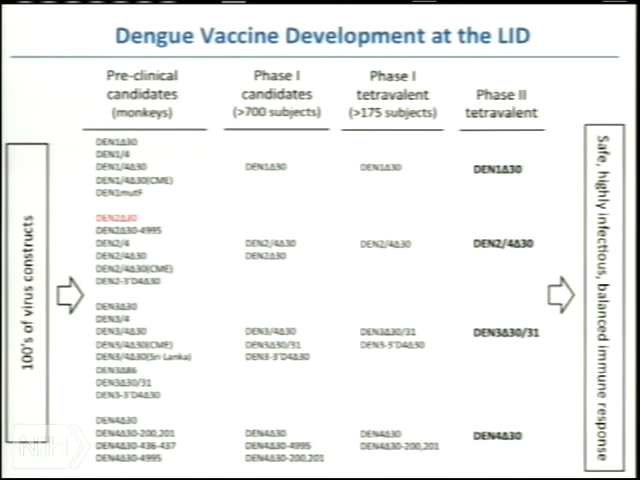 Dengue Vaccine Development at the LID
Pre-clinical
candidates
(monkeys)
Phase I
candidates
(>700 subjects)
Phase I
tetravalent
(>175 subjects)
Phase II
tetravalent
100's of virus constructs
DEN1Δ30
DEN1/4
DEN1/4Δ30
DEN1/4Δ30(CME)
DEN1mutF
DEN1Δ30
DEN1Δ30
DEN1Δ30
DEN2Δ30
DEN2Δ30-4995
DEN2/4
DEN2/4Δ30
DEN2/4Δ30(CME)
DEN2-3'D4Δ30
DEN2/4Δ30
DEN2Δ30
DEN2/4Δ30
DEN2/4Δ30
DEN3Δ30
DEN3/4
DEN3/4Δ30
DEN3/4Δ30(CME)
DEN3/4Δ30(Sri Lanka)
DEN3Δ86
DEN3Δ30/31
DEN3-3'D4Δ30
DEN3/4Δ30
DEN3Δ30/31
DEN3-3'D4Δ30
DEN3Δ30/31
DEN3-3'D4Δ30
DEN3Δ30/31
DEN4Δ30
DEN4Δ30-200,201
DEN4Δ30-436-437
DEN4Δ30-4995
DEN4Δ30
DEN4Δ30-4995
DEN4Δ30-200,201
DEN4Δ30
DEN4Δ30-200,201
DEN4Δ30
Safe, highly infectious, balanced immune response
NIH